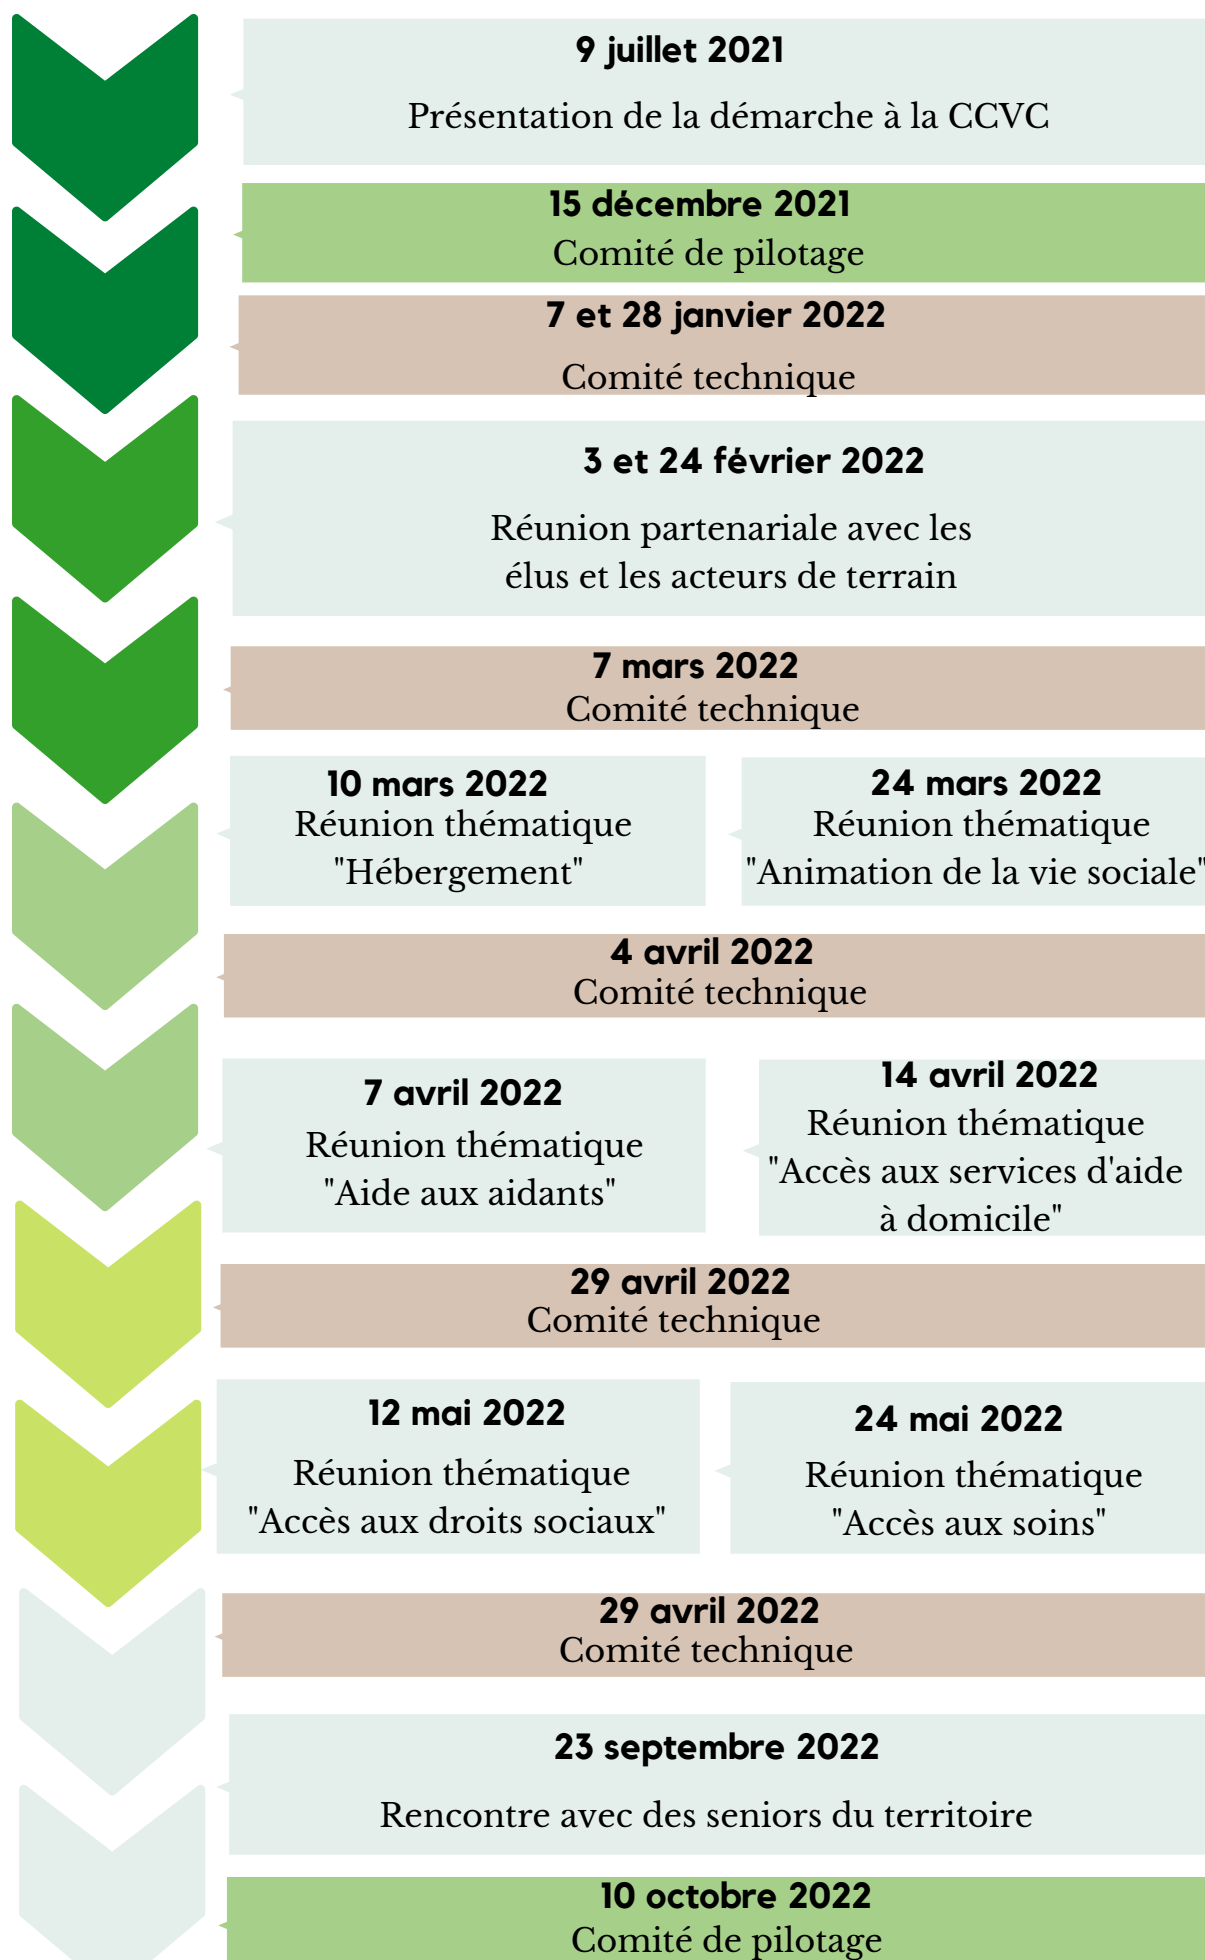 9 juillet 2021
Présentation de la démarche à la CCVC
15 décembre 2021
Comité de pilotage
7 et 28 janvier 2022
Comité technique
3 et 24 février 2022
Réunion partenariale avec les
élus et les acteurs de terrain
7 mars 2022
Comité technique
10 mars 2022
Réunion thématique
"Hébergement"
24 mars 2022
Réunion thématique
"Animation de la vie sociale"
4 avril 2022
Comité technique
7 avril 2022
Réunion thématique
"Aide aux aidants"
14 avril 2022
Réunion thématique
"Accès aux services d'aide
à domicile"
29 avril 2022
Comité technique
12 mai 2022
Réunion thématique
"Accès aux droits sociaux"
24 mai 2022
Réunion thématique
"Accès aux soins"
29 avril 2022
Comité technique
23 septembre 2022
Rencontre avec des seniors du territoire
10 octobre 2022
Comité de pilotage